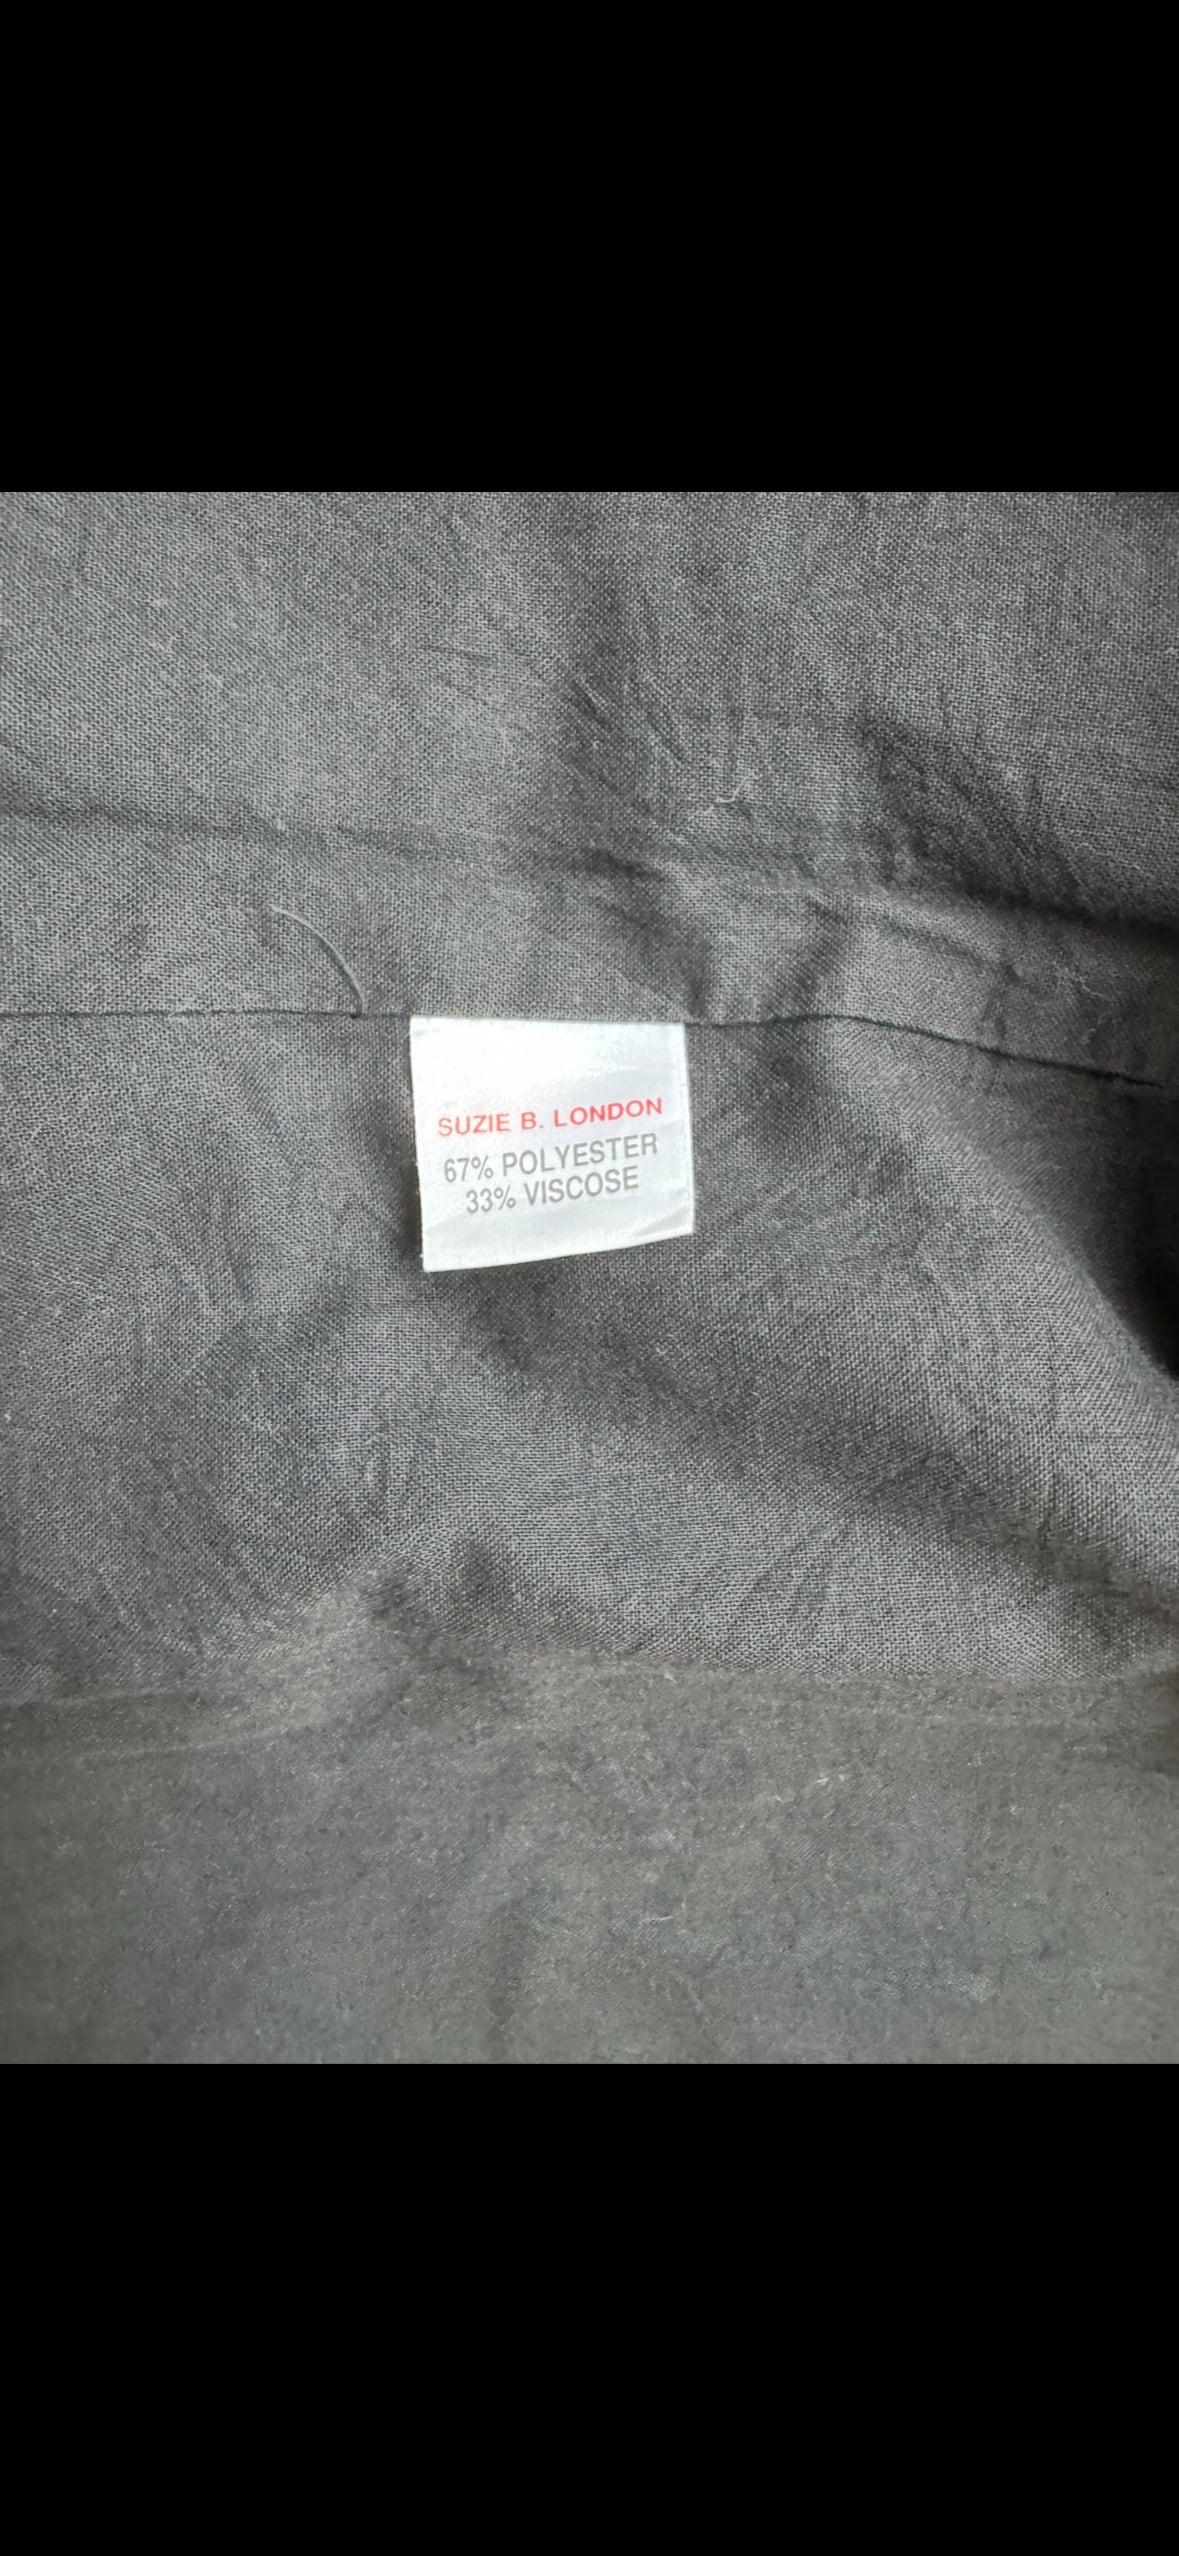 SUZIE B. LONDON
67% POLYESTER
33% VISCOSE